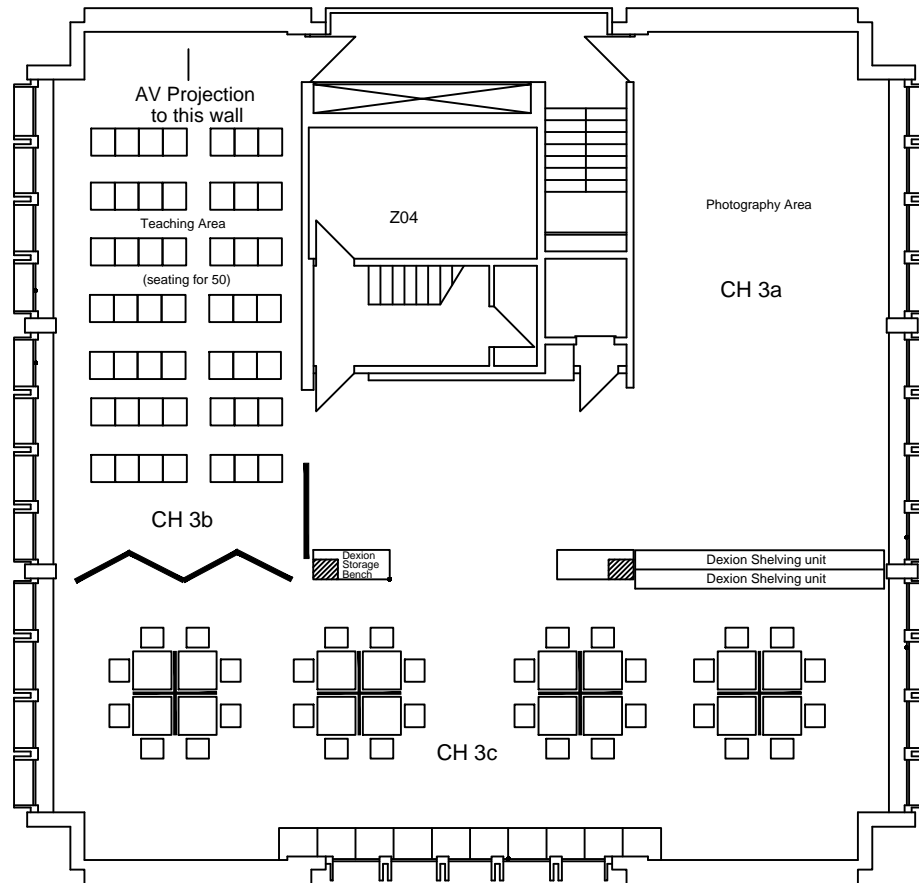 AV Projection
to this wall
Teaching Area
(seating for 50)
Z04
Photography Area
CH 3a
CH 3b
Dexion
Storage
Bench
Dexion Shelving unit
Dexion Shelving unit
CH 3c